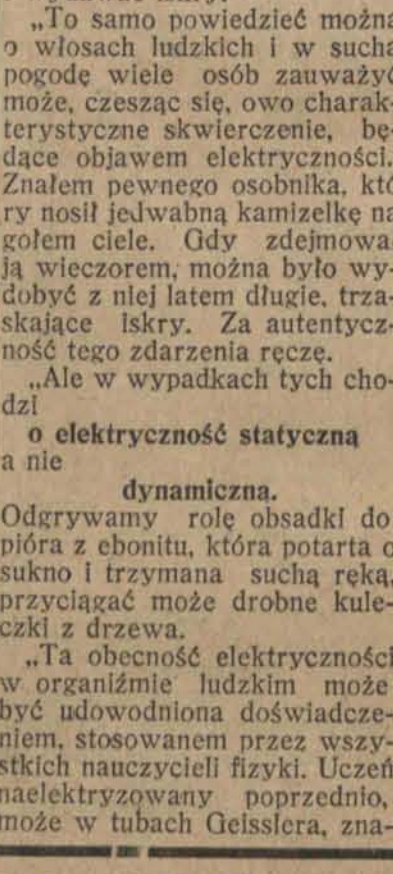 „To samo powiedzieć można
o włosach ludzkich i w suchą
pogodę wiele osób zauważyć
może, czesząc się, owo charak-
terystyczne skwierczenie, bę-
dące objawem elektryczności.
Znałem pewnego osobnika, któ
ry nosił jedwabną kamizelkę na
gołem ciele. Gdy zdejmował
ją wieczorem, można było wy-
dobyć z niej latem długie, trza-
skające iskry. Za autentycz-
ność tego zdarzenia ręczę.
„Ale w wypadkach tych cho-
dzi
o elektryczność statyczną
a nie
dynamiczna.
Odgrywamy rolę obsadki do
pióra z ebonitu, która potarta o
sukno i trzymana suchą ręką,
przyciągać może drobne kule-
czki z drzewa.
„Ta obecność elektryczności
w organiźmie ludzkim może
być udowodniona doświadcze-
niem, stosowanem przez wszy-
stkich nauczycieli fizyki. Uczeń
naelektryzowany poprzednio,
może w tubach Geisslera, zna-